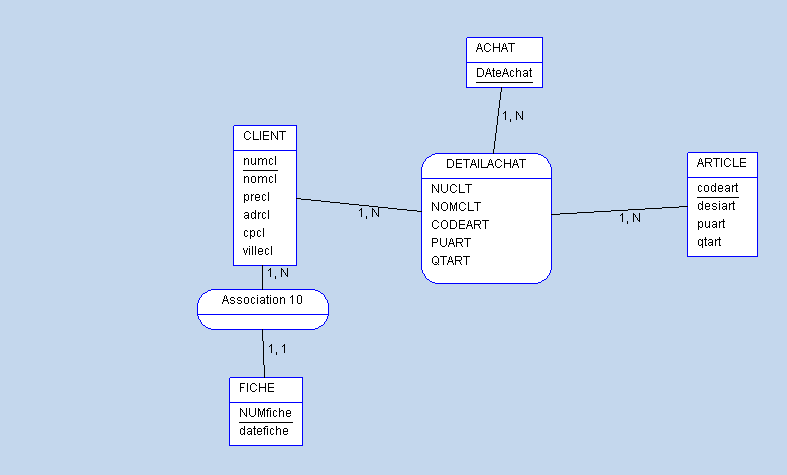 ACHAT
DAteAchat
1, N
CLIENT
numcl
nomcl
precl
adrcl
cpcl
villecl
1, N
DETAILACHAT
NUCLT
NOMCLT
CODEART
PUART
QTART
1, N
ARTICLE
codeart
desiart
puart
qtart
1, N
Association 10
1, 1
FICHE
NUMfiche
datefiche